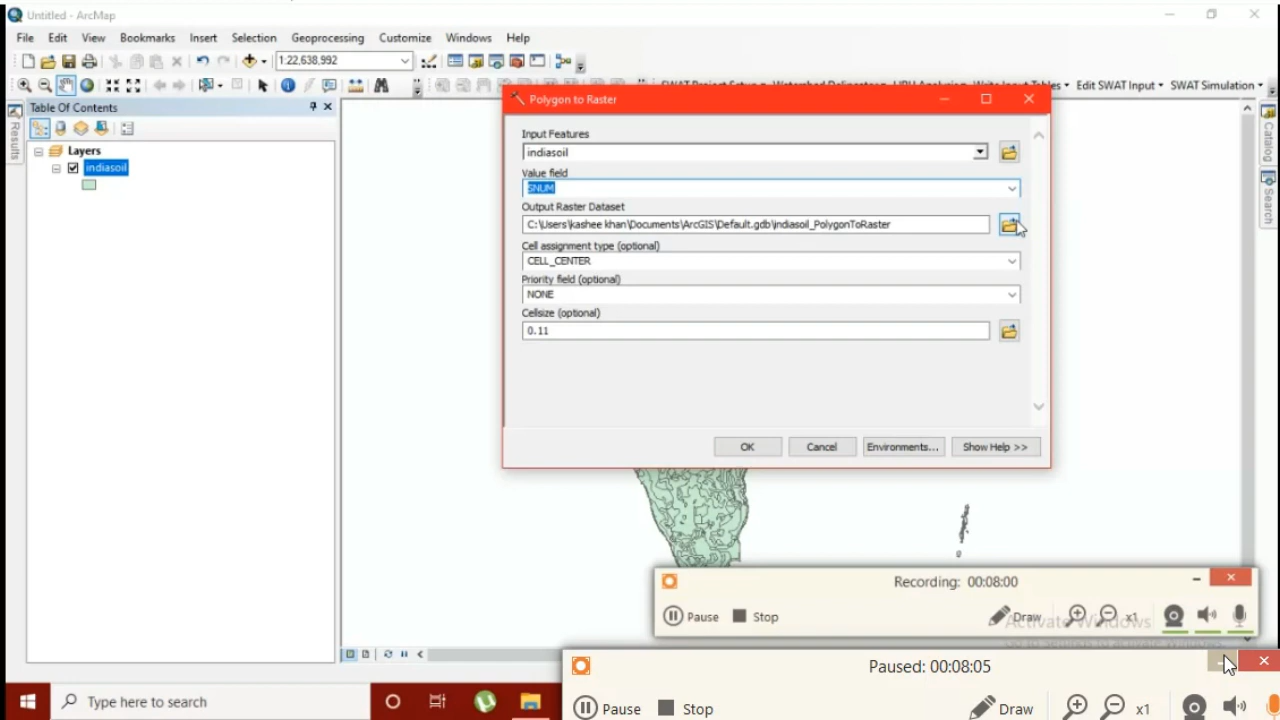 Untitled - ArcMap
File Edit View Bookmarks Insert Selection Geoprocessing Customize Windows Help
1:22,638,992
Edit SWAT Input SWAT Simulation
Table Of Contents
Polygon to Raster
Results
Layers
indiasoil
Input Features
indiasoil
Value field
SNUM
Output Raster Dataset
C:\Users\kashee khan\Documents\ArcGIS\Default.gdb\indiasoil_PolygonToRaster
Cell assignment type (optional)
CELL_CENTER
Priority field (optional)
NONE
Cellsize (optional)
0.11
OK Cancel Environments... Show Help >>
Catalog
Search
Recording: 00:08:00
Pause Stop Draw x1
Activate Windows
Paused: 00:08:05
Pause Stop Draw x1
Type here to search